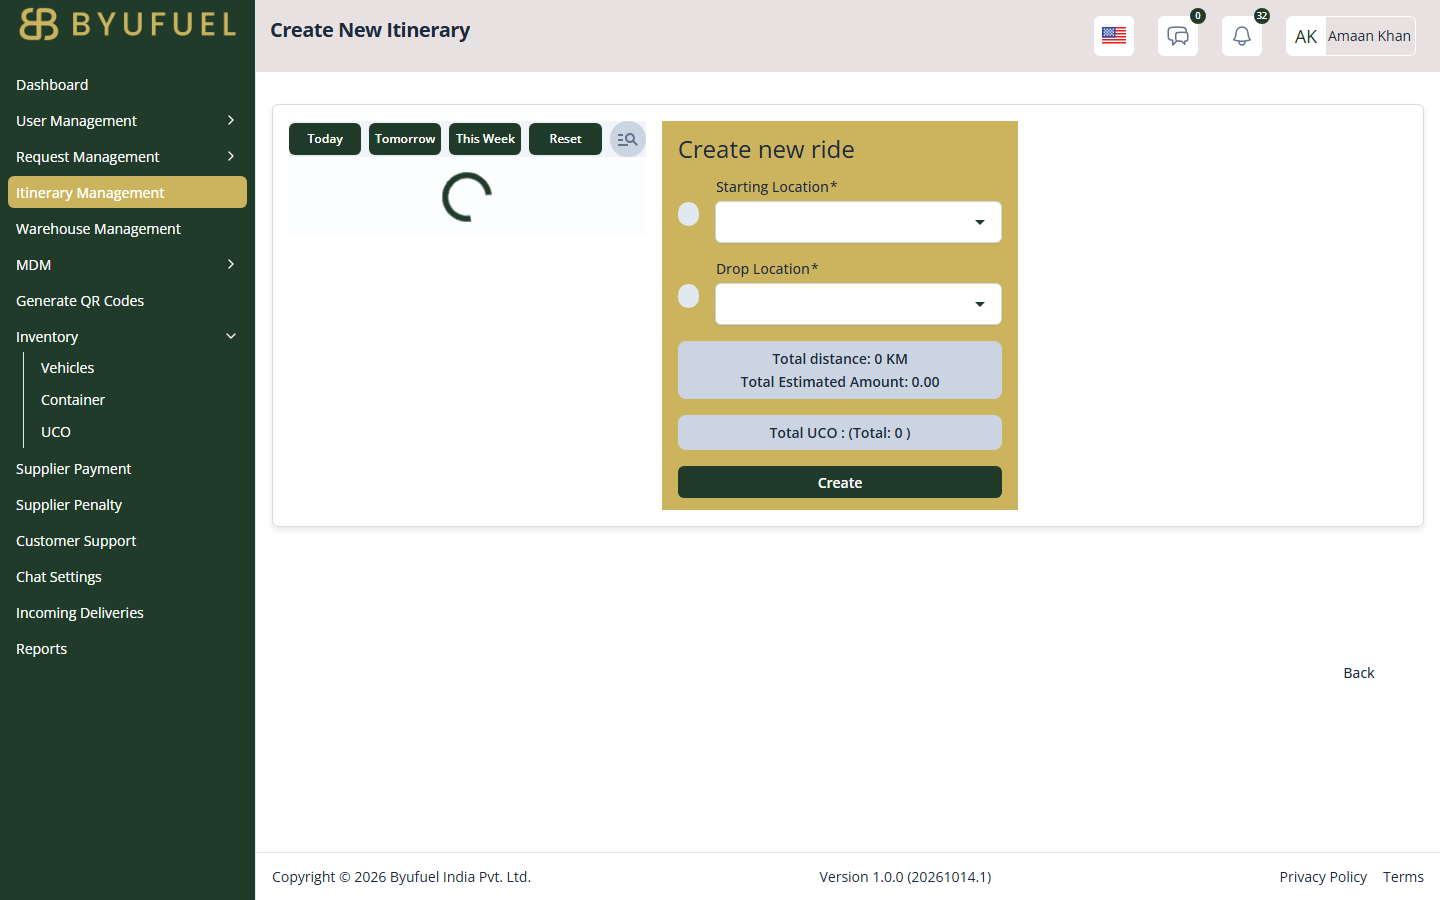 BYUFUEL
Create New Itinerary
0
32
AK
Amaan Khan
Dashboard
User Management
Request Management
Itinerary Management
Warehouse Management
MDM
Generate QR Codes
Inventory
Vehicles
Container
UCO
Supplier Payment
Supplier Penalty
Customer Support
Chat Settings
Incoming Deliveries
Reports
Today
Tomorrow
This Week
Reset
Create new ride
Starting Location*
Drop Location*
Total distance: 0 KM
Total Estimated Amount: 0.00
Total UCO : (Total: 0 )
Create
Back
Copyright © 2026 Byufuel India Pvt. Ltd.
Version 1.0.0 (20261014.1)
Privacy Policy
Terms